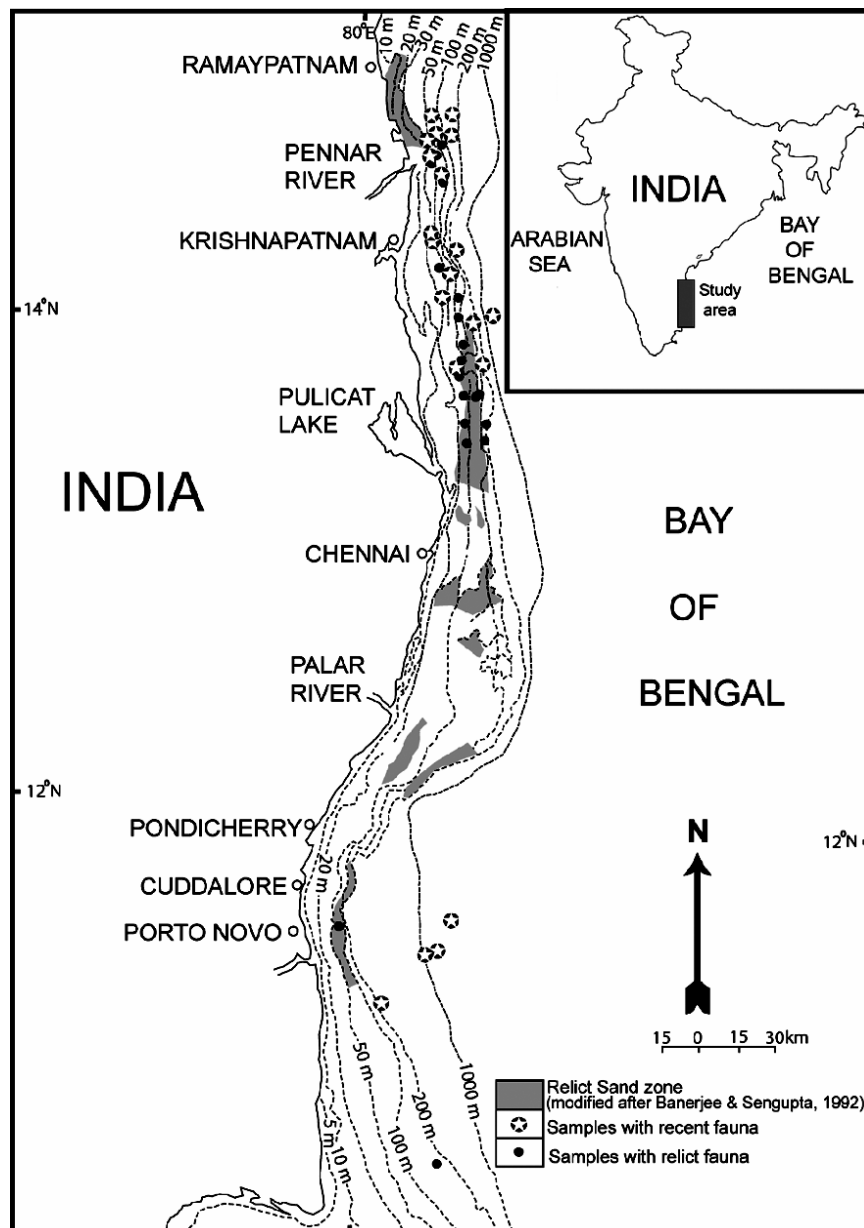 80°E
10 m
20 m
30 m
50 m
100 m
200 m
1000 m
RAMAYPATNAM
PENNAR
RIVER
KRISHNAPATNAM
14°N
PULICAT
LAKE
INDIA
CHENNAI
PALAR
RIVER
12°N
PONDICHERRY
CUDDALORE
PORTO NOVO
20 m
5 m
10 m
50 m
100 m
200 m
1000 m
INDIA
ARABIAN
SEA
BAY
OF
BENGAL
Study
area
BAY
OF
BENGAL
12°N
N
15 0 15 30km
Relict Sand zone
(modified after Banerjee & Sengupta, 1992)
Samples with recent fauna
Samples with relict fauna